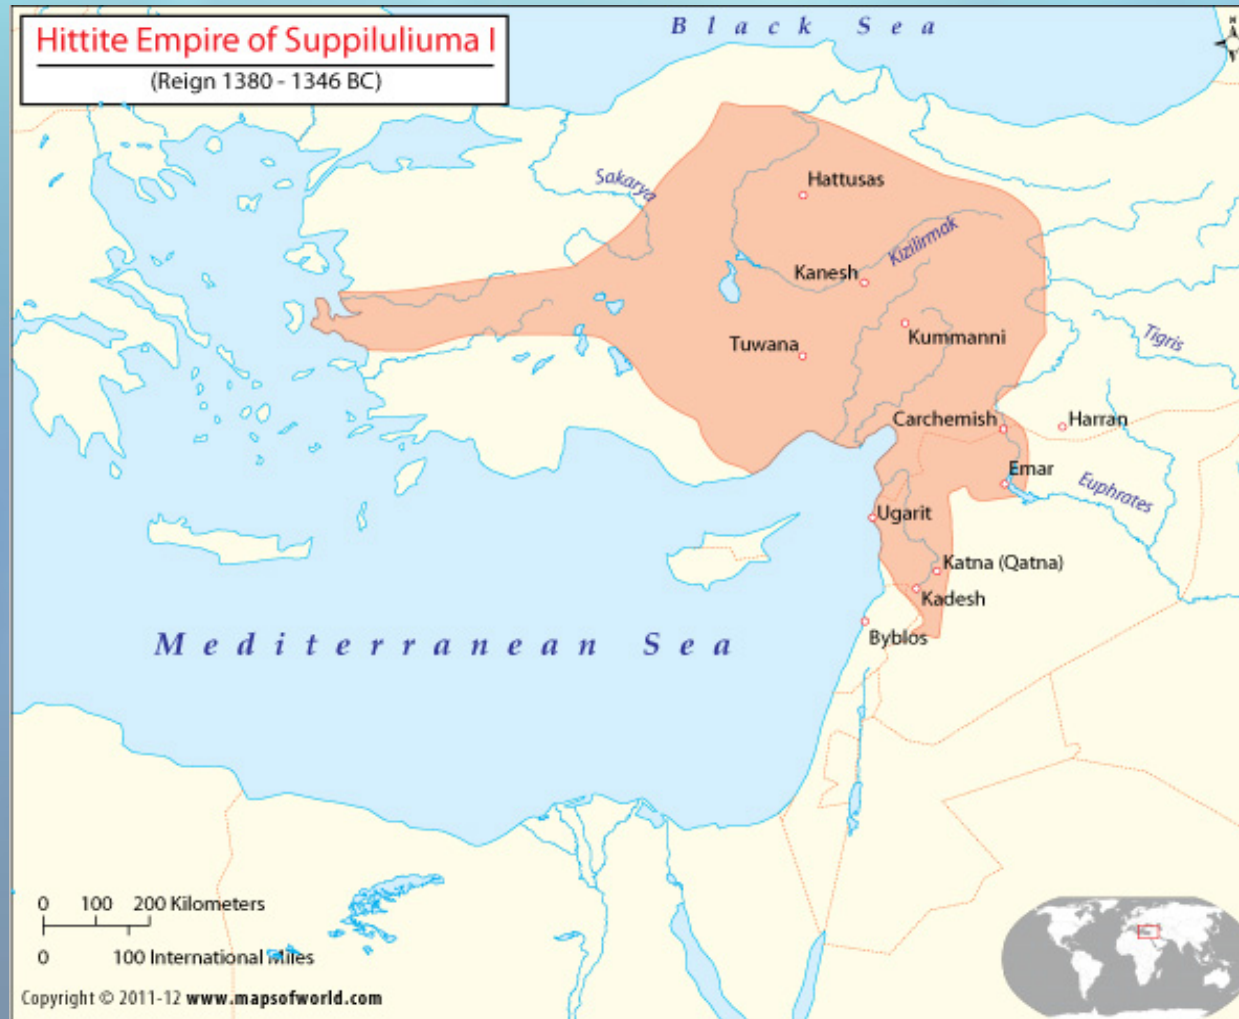 Hittite Empire of Suppiluliuma I
(Reign 1380 - 1346 BC)
Black Sea
N
Sakarya
Hattusas
Kizilirmak
Kanesh
Tuwana
Kummanni
Tigris
Carchemish
Harran
Emar
Euphrates
Ugarit
Katna (Qatna)
Kadesh
Byblos
Mediterranean Sea
0 100 200 Kilometers
0 100 International Miles
Copyright © 2011-12 www.mapsofworld.com